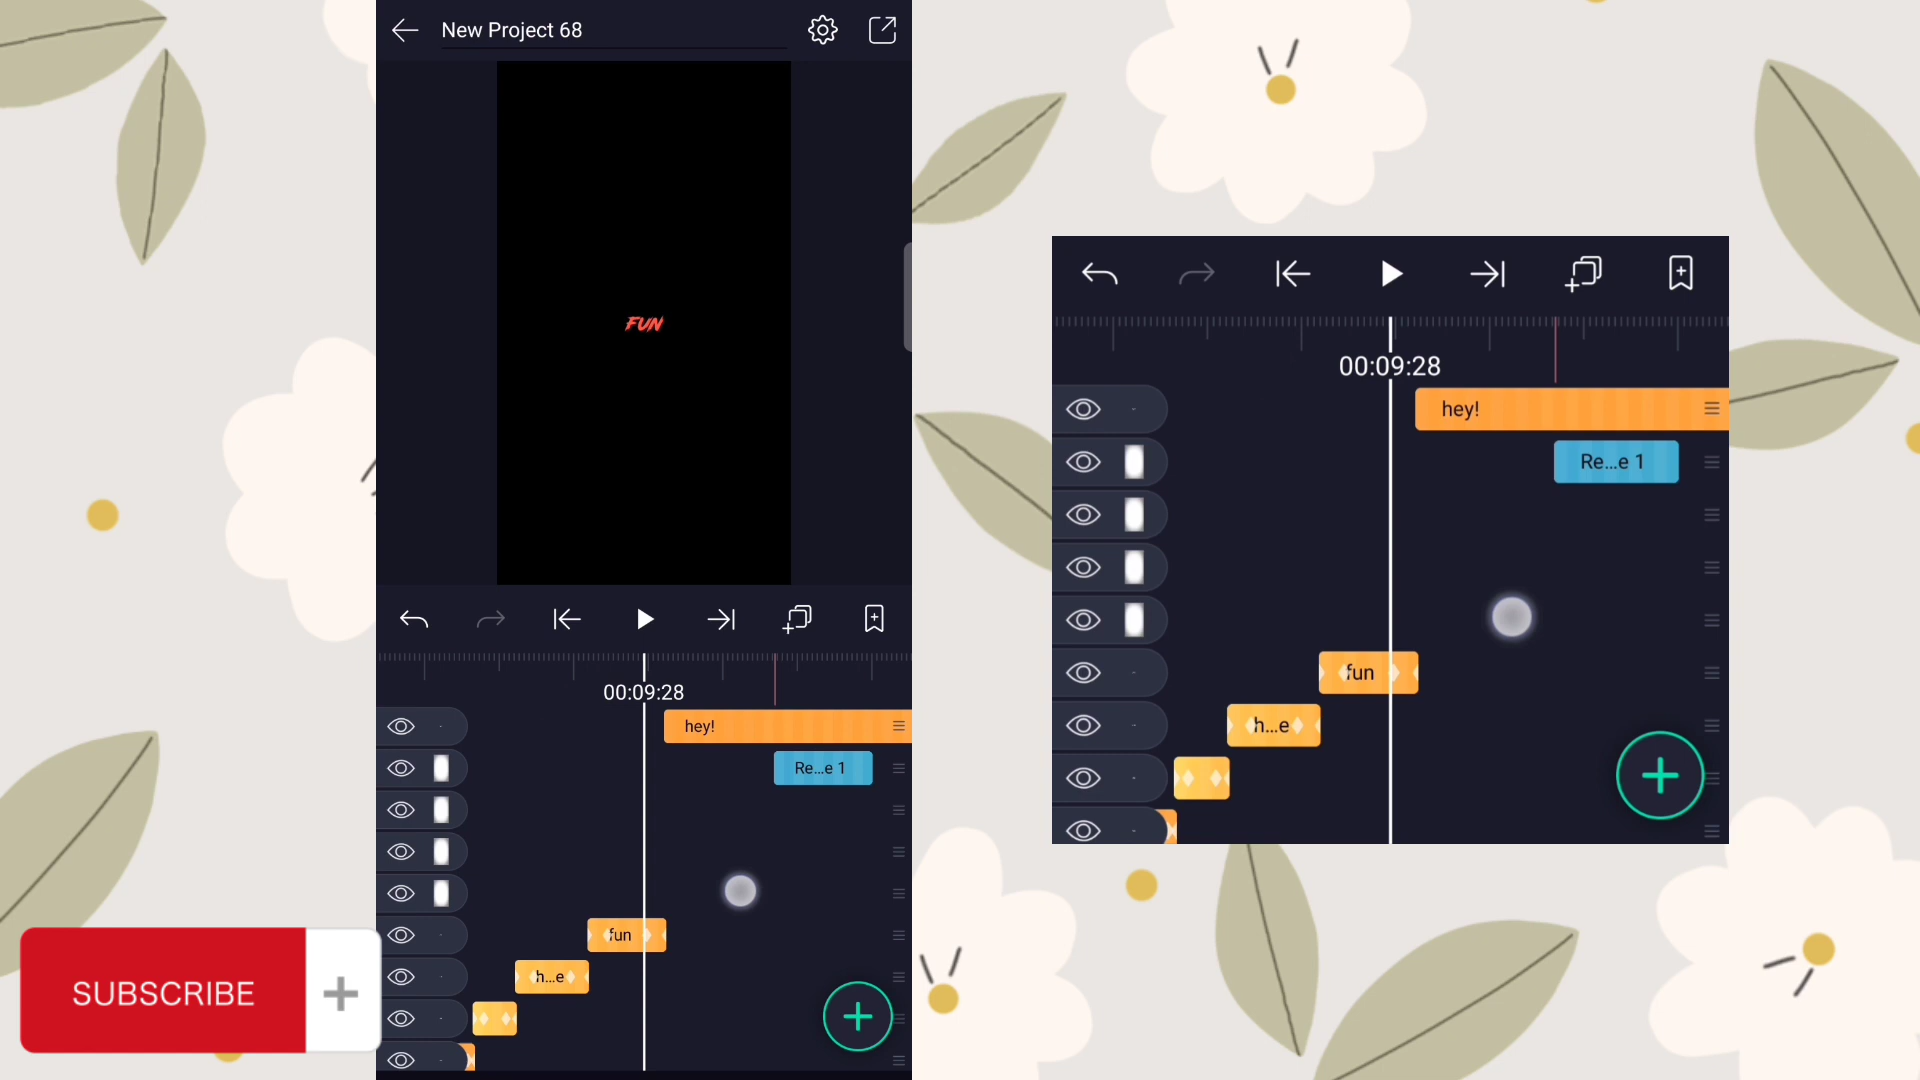 New Project 68
FUN
00:09:28
hey!
Re...e 1
fun
h...e
00:09:28
hey!
Re...e 1
fun
h...e
SUBSCRIBE